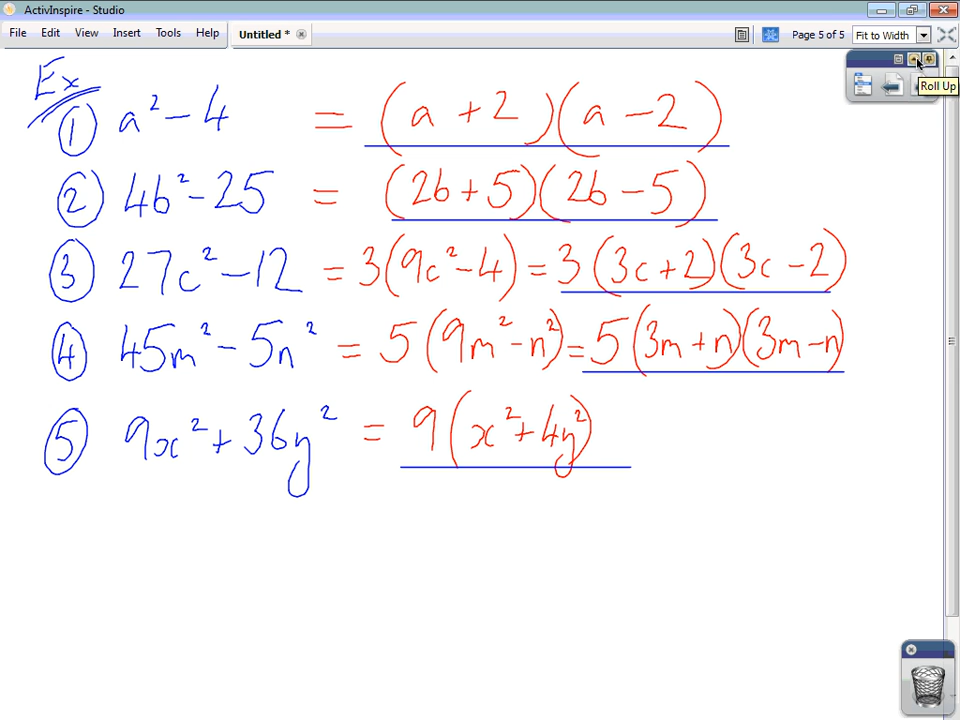 ActivInspire - Studio
File Edit View Insert Tools Help Untitled * Page 5 of 5 Fit to Width
Roll Up
Ex
① a² - 4 = (a + 2)(a - 2)
② 4b² - 25 = (2b + 5)(2b - 5)
③ 27c² - 12 = 3(9c² - 4) = 3(3c + 2)(3c - 2)
④ 45m² - 5n² = 5(9m² - n²) = 5(3m + n)(3m - n)
⑤ 9x² + 36y² = 9(x² + 4y²)